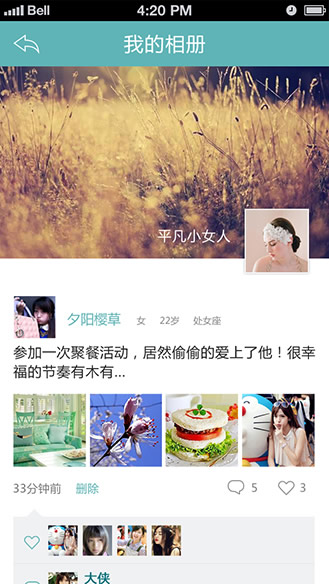 Bell 4:20 PM
我的相册
平凡小女人
夕阳樱草 女 22岁 处女座
参加一次聚餐活动，居然偷偷的爱上了他！很幸
福的节奏有木有...
33分钟前 删除 5 3
大侠